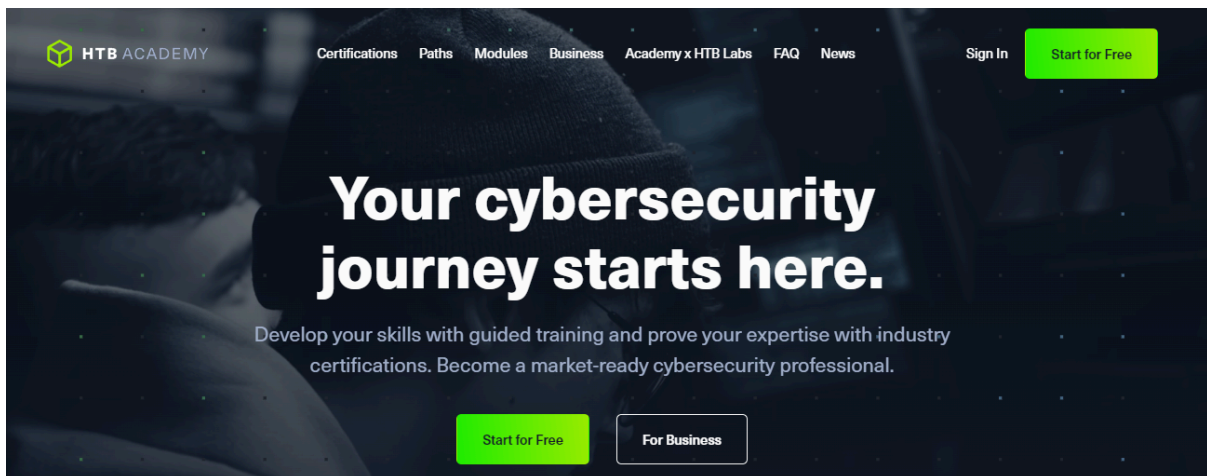 HTB ACADEMY
Certifications Paths Modules Business Academy x HTB Labs FAQ News Sign In Start for Free
Your cybersecurity
journey starts here.
Develop your skills with guided training and prove your expertise with industry
certifications. Become a market-ready cybersecurity professional.
Start for Free For Business